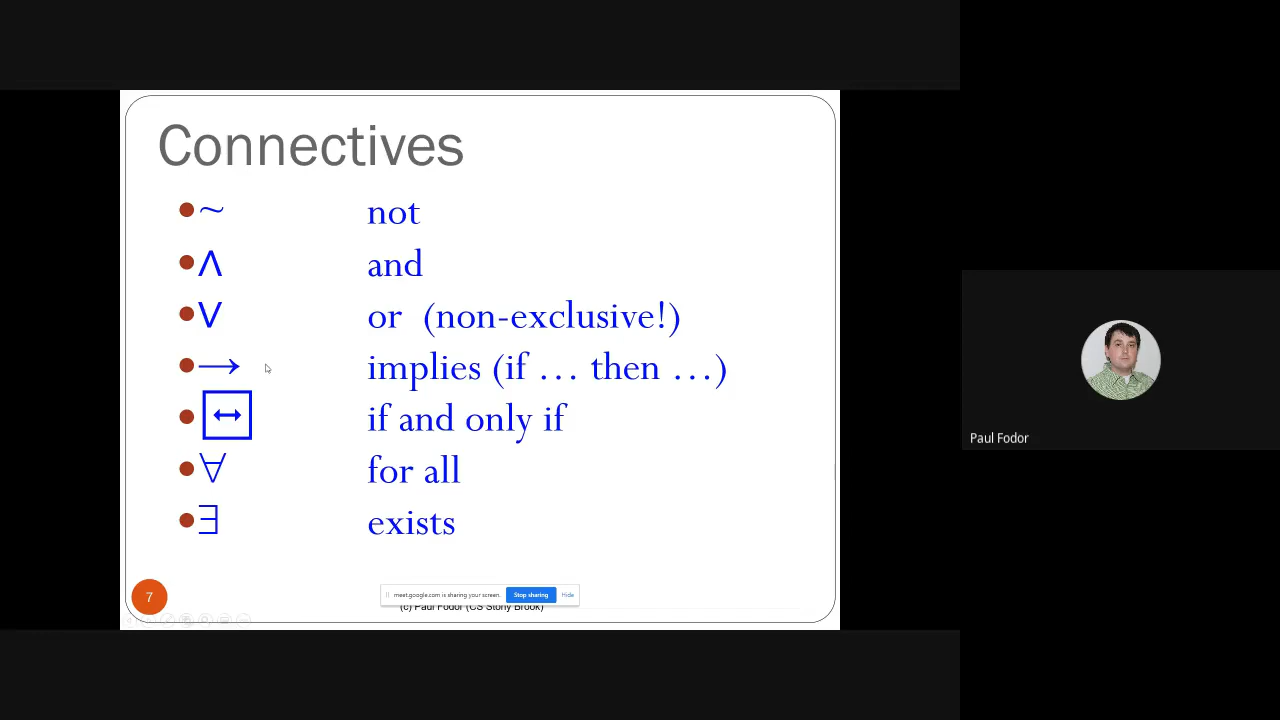 Connectives
~ not
∧ and
∨ or (non-exclusive!)
→ implies (if … then …)
↔ if and only if
∀ for all
∃ exists
7
meet.google.com is sharing your screen. Stop sharing Hide
(c) Paul Fodor (CS Stony Brook)
Paul Fodor